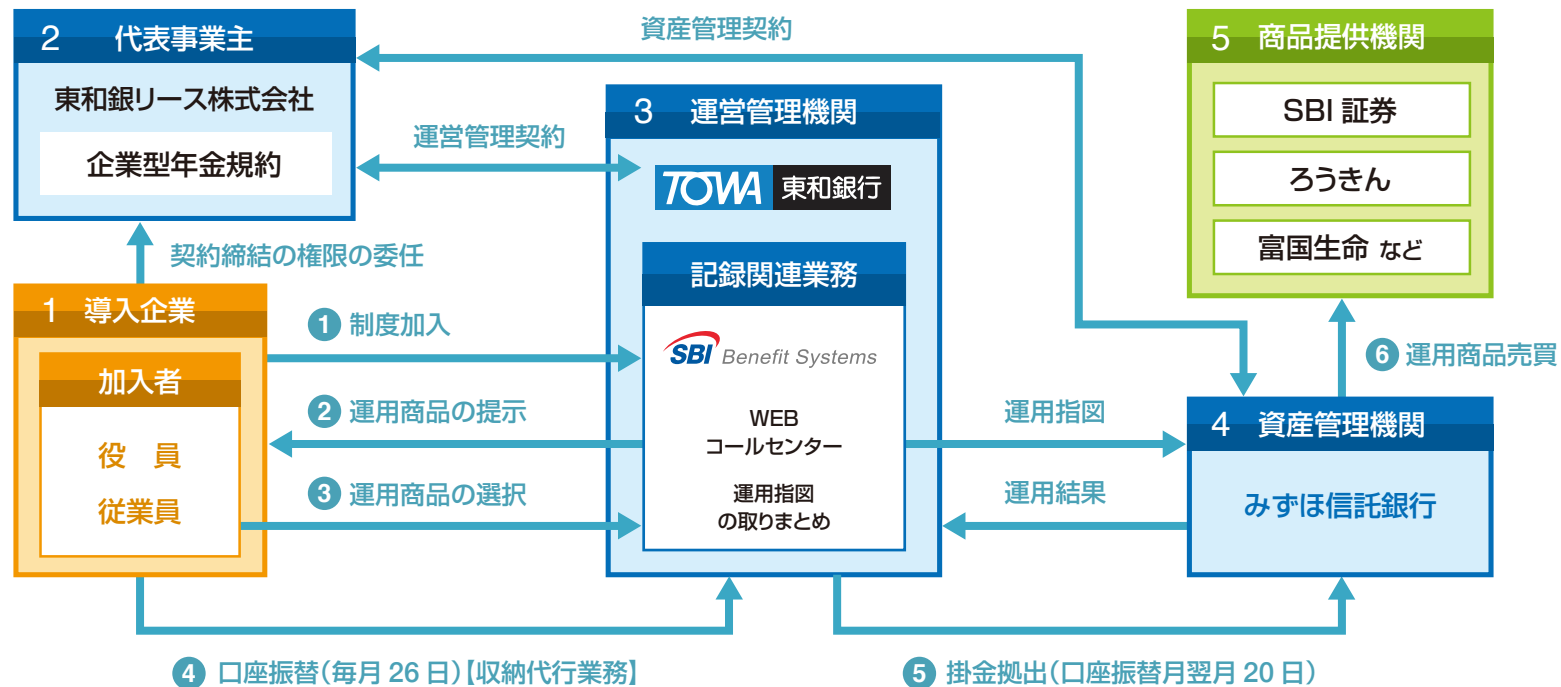 2 代表事業主
東和銀リース株式会社
企業型年金規約
資産管理契約
運営管理契約
契約締結の権限の委任
1 導入企業
加入者
役 員
従業員
1 制度加入
2 運用商品の提示
3 運用商品の選択
3 運営管理機関
TOWA 東和銀行
記録関連業務
SBI Benefit Systems
WEB
コールセンター
運用指図
の取りまとめ
運用指図
運用結果
5 商品提供機関
SBI 証券
ろうきん
富国生命 など
6 運用商品売買
4 資産管理機関
みずほ信託銀行
4 口座振替(毎月 26 日)【収納代行業務】
5 掛金拠出(口座振替月翌月 20 日)